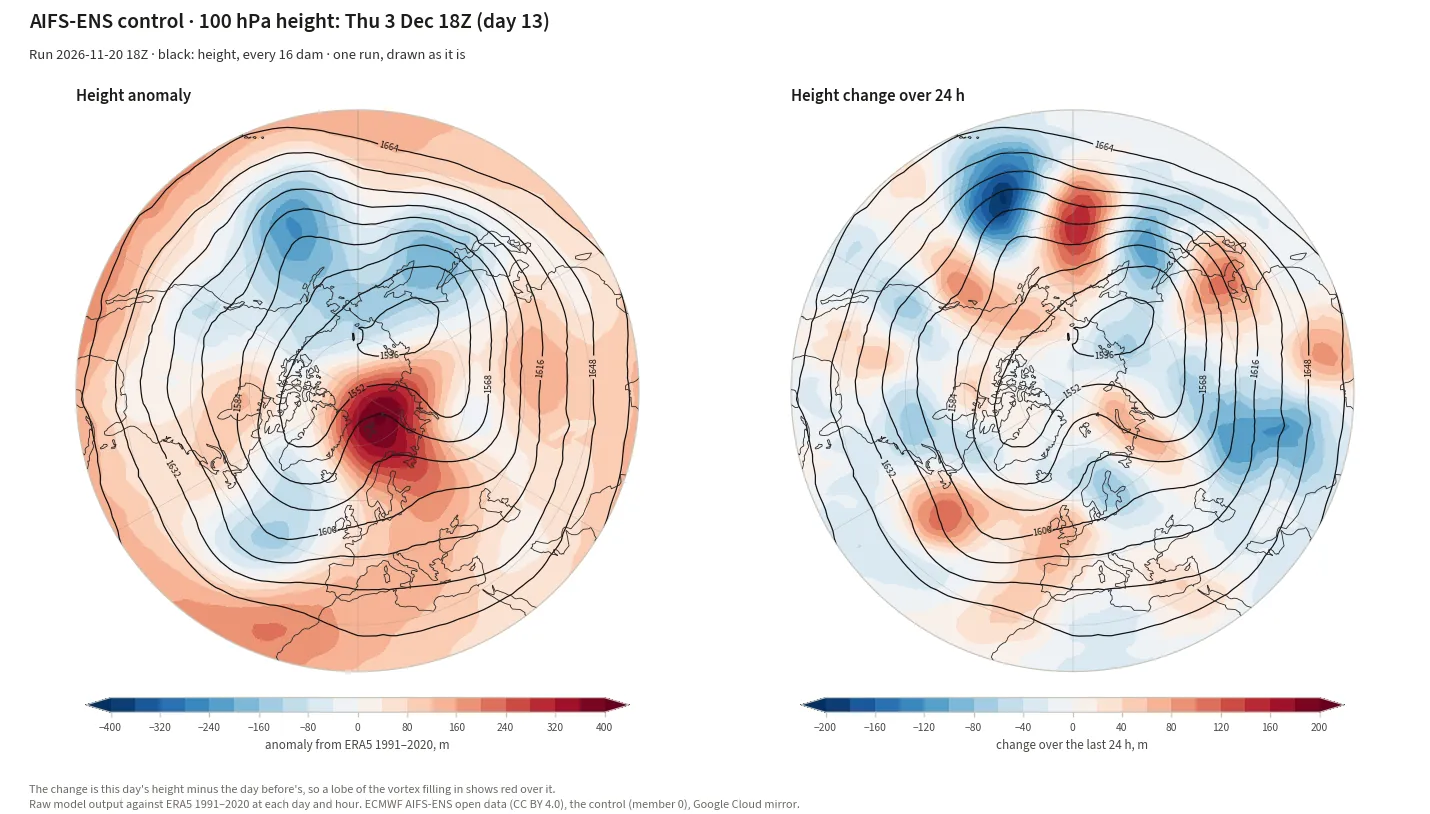 AIFS-ENS control · 100 hPa height: Thu 3 Dec 18Z (day 13)
Run 2026-11-20 18Z · black: height, every 16 dam · one run, drawn as it is
Height anomaly
Height change over 24 h
1664
1536
1552
1568
1584
1616
1648
1632
1600
1664
1536
1552
1568
1584
1616
1648
1632
1600
−400 −320 −240 −160 −80 0 80 160 240 320 400
anomaly from ERA5 1991–2020, m
−200 −160 −120 −80 −40 0 40 80 120 160 200
change over the last 24 h, m
The change is this day's height minus the day before's, so a lobe of the vortex filling in shows red over it.
Raw model output against ERA5 1991–2020 at each day and hour. ECMWF AIFS-ENS open data (CC BY 4.0), the control (member 0), Google Cloud mirror.